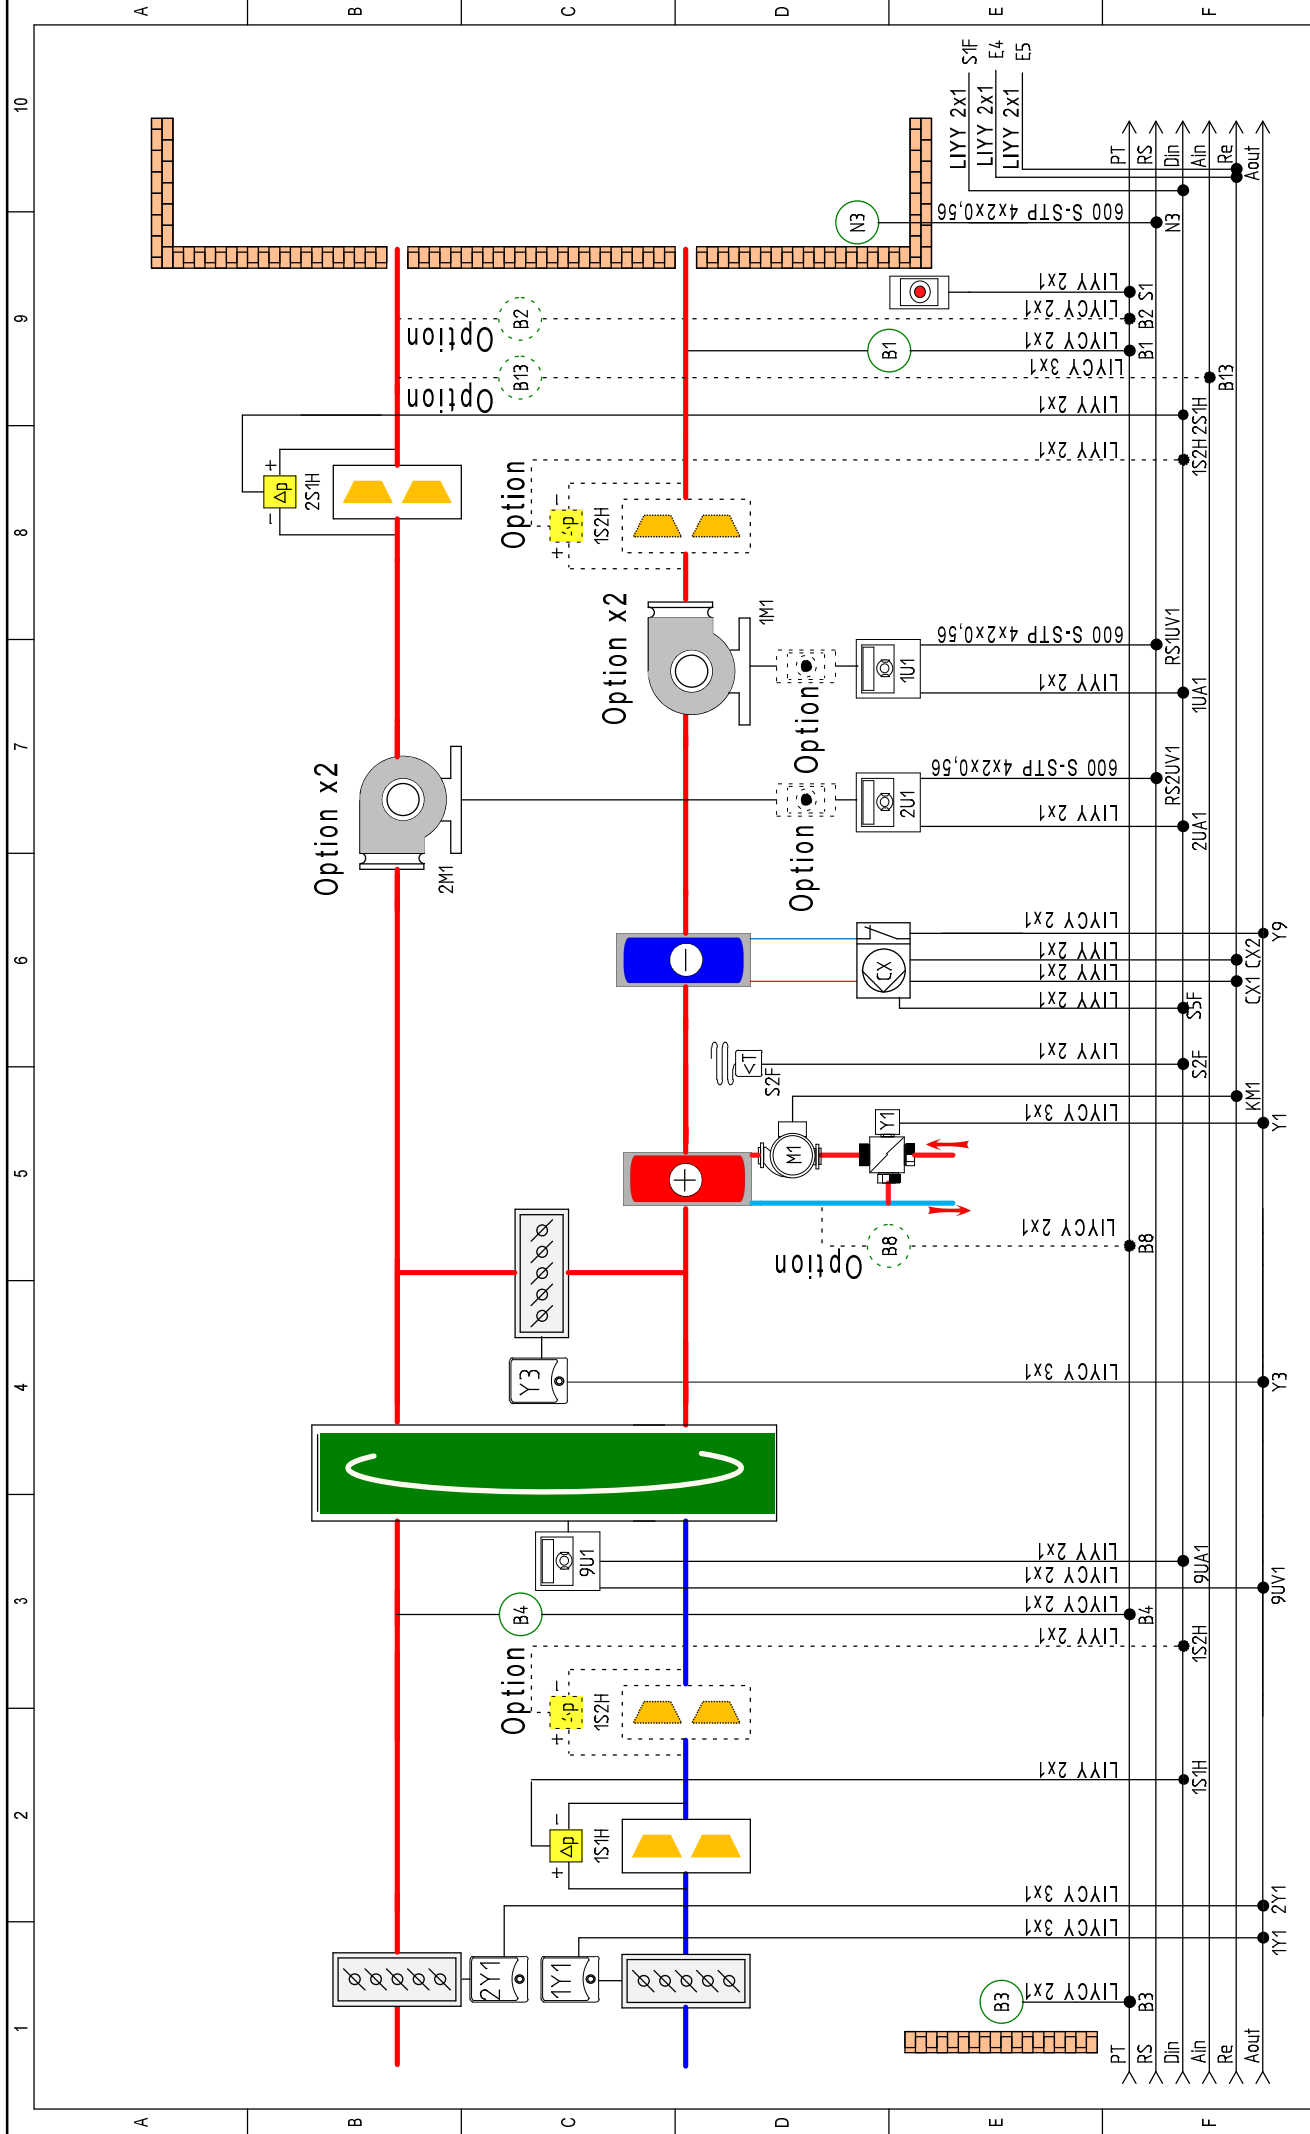 1 2 3 4 5 6 7 8 9 10
A
B
C
D
E
F
A
B
C
D
E
F
Option x2
2M1
+
Δp
-
2S1H
Option
B2
Option
B13
2Y1
1Y1
Option
+
-
1S2H
Δp
+
-
1S1H
B4
9U1
Y3
Option x2
1M1
Option
+
-
1S2H
S2F
<T
M1
Y1
Option
B8
CX
Option
2U1
Option
1U1
B1
N3
B3
LIYCY 2x1
LIYCY 3x1
LIYCY 3x1
LIYY 2x1
LIYY 2x1
LIYCY 2x1
LIYCY 2x1
LIYY 2x1
LIYCY 3x1
LIYCY 2x1
LIYCY 3x1
LIYY 2x1
LIYY 2x1
LIYY 2x1
LIYY 2x1
LIYCY 2x1
LIYY 2x1
600 S-STP 4x2x0,56
LIYY 2x1
600 S-STP 4x2x0,56
LIYY 2x1
LIYY 2x1
LIYCY 3x1
LIYCY 2x1
LIYCY 2x1
LIYY 2x1
600 S-STP 4x2x0,56
LIYY 2x1 S1F
LIYY 2x1 E4
LIYY 2x1 E5
PT
RS
Din
Ain
Re
Aout
PT
RS
Din
Ain
Re
Aout
B3
1Y1
2Y1
1S1H
1S2H
B4
9UV1
9UA1
Y3
B8
Y1
KM1
S2F
S5F
CX1
CX2
Y9
2UA1
RS2UV1
1UA1
RS1UV1
1S2H
2S1H
B13
B1
B2
S1
N3